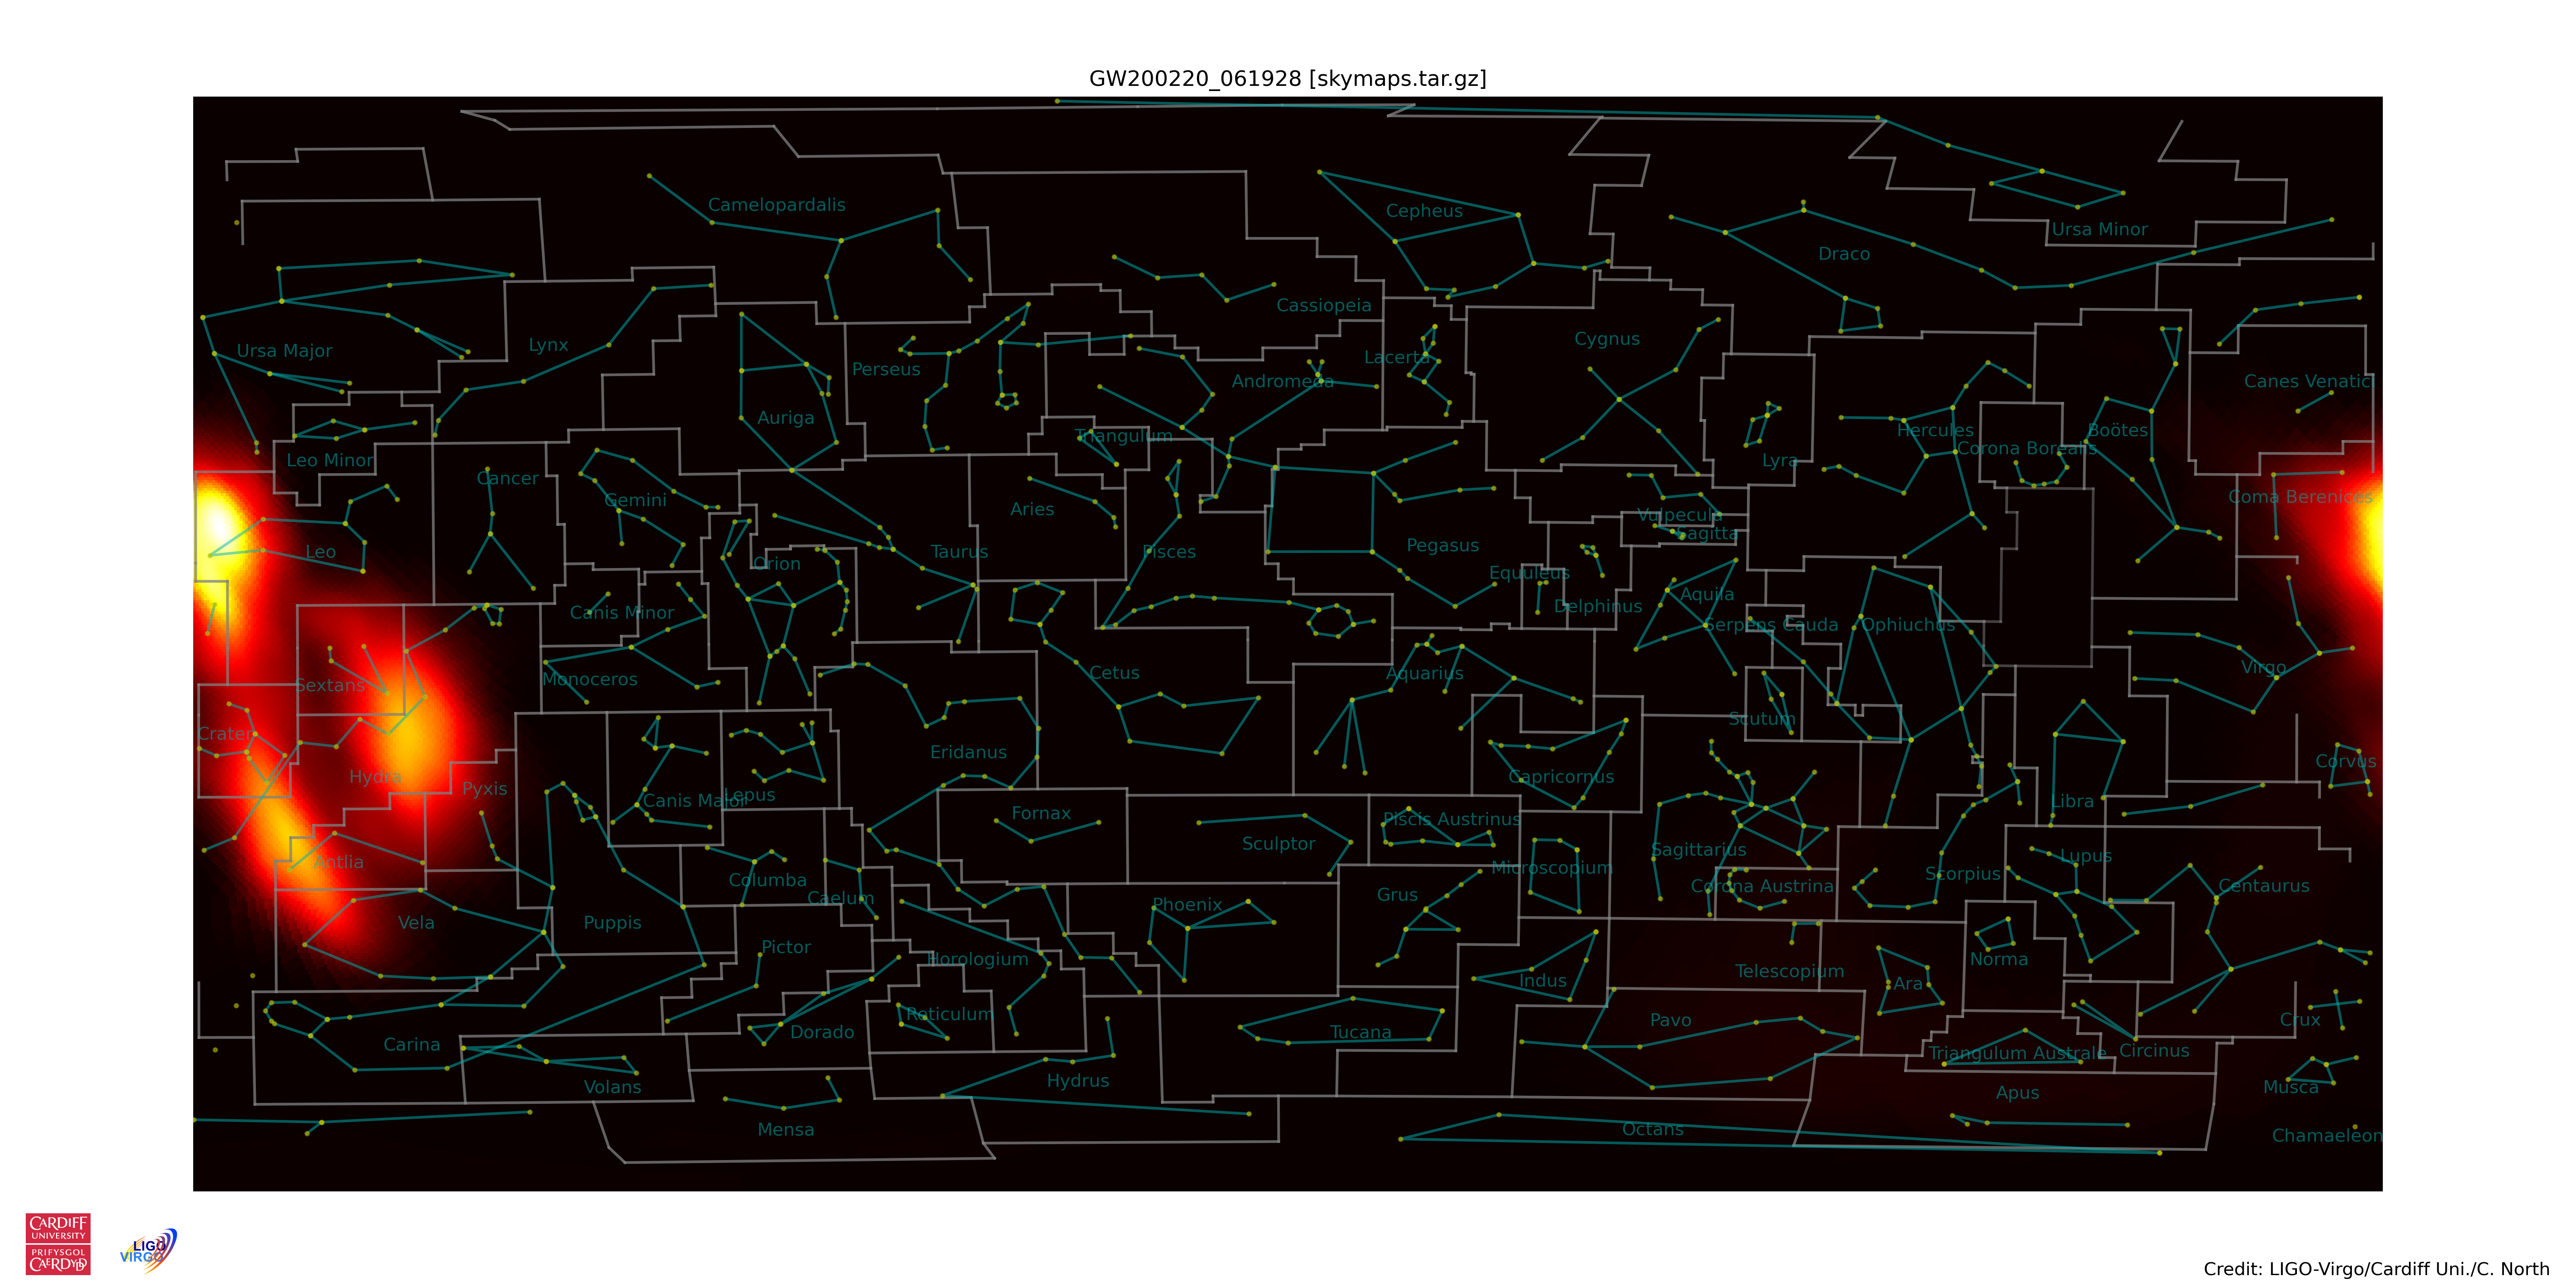 GW200220_061928 [skymaps.tar.gz]
Camelopardalis
Cepheus
Ursa Minor
Draco
Cassiopeia
Ursa Major
Lynx
Cygnus
Lacerta
Perseus
Andromeda
Canes Venatici
Auriga
Triangulum
Hercules
Boötes
Corona Borealis
Leo Minor
Lyra
Cancer
Gemini
Coma Berenices
Aries
Vulpecula
Sagitta
Leo
Orion
Taurus
Pisces
Pegasus
Equuleus
Canis Minor
Delphinus
Aquila
Serpens Cauda
Ophiuchus
Sextans
Monoceros
Cetus
Aquarius
Virgo
Crater
Scutum
Eridanus
Hydra
Pyxis
Canis Major
Lepus
Capricornus
Corvus
Libra
Fornax
Piscis Austrinus
Antlia
Sculptor
Sagittarius
Lupus
Columba
Caelum
Microscopium
Corona Austrina
Scorpius
Centaurus
Vela
Puppis
Phoenix
Grus
Pictor
Horologium
Indus
Telescopium
Ara
Norma
Reticulum
Carina
Dorado
Tucana
Pavo
Crux
Triangulum Australe
Circinus
Volans
Hydrus
Apus
Musca
Mensa
Octans
Chamaeleon
CARDIFF
UNIVERSITY
PRIFYSGOL
CAERDYDD
LIGO
VIRGO
Credit: LIGO-Virgo/Cardiff Uni./C. North